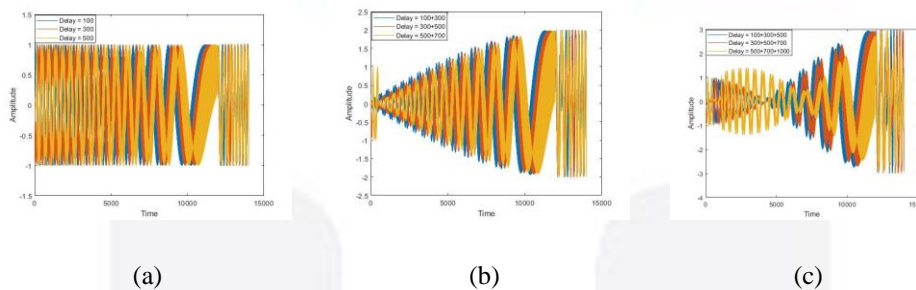 Delay = 100
Delay = 300
Delay = 500
Amplitude
1.5
1
0.5
0
-0.5
-1
-1.5
0
5000
10000
15000
Time
Delay = 100+300
Delay = 300+500
Delay = 500+700
Amplitude
2.5
2
1.5
1
0.5
0
-0.5
-1
-1.5
-2
-2.5
0
5000
10000
15000
Time
Delay = 100+300+500
Delay = 300+500+700
Delay = 500+700+1000
Amplitude
4
3
2
1
0
-1
-2
-3
-4
0
5000
10000
Time
(a)
(b)
(c)